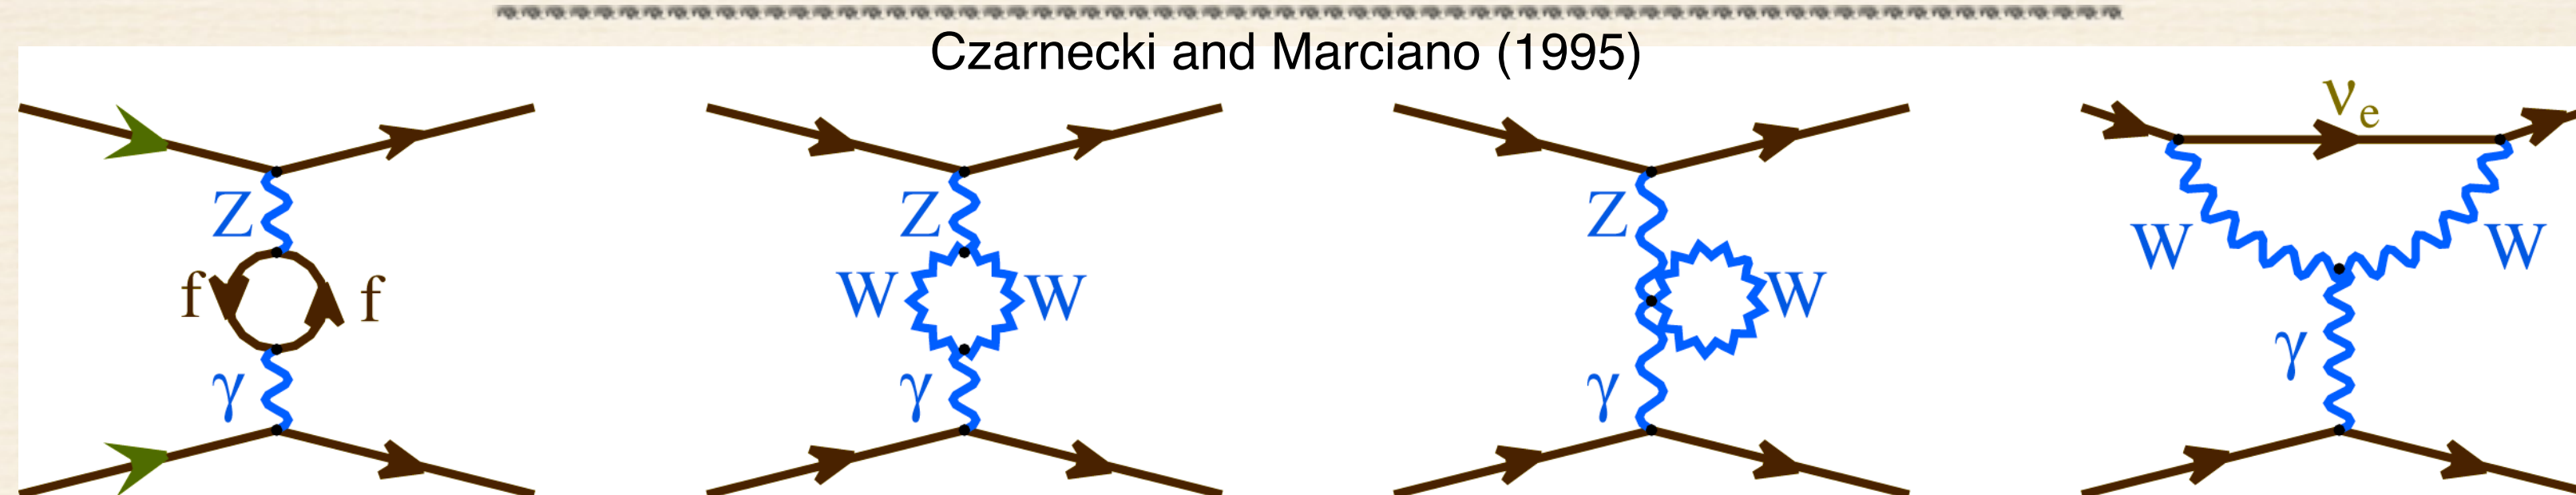 Czarnecki and Marciano (1995)
νe
Z
Z
Z
W
W
f
f
W
W
W
γ
γ
γ
γ